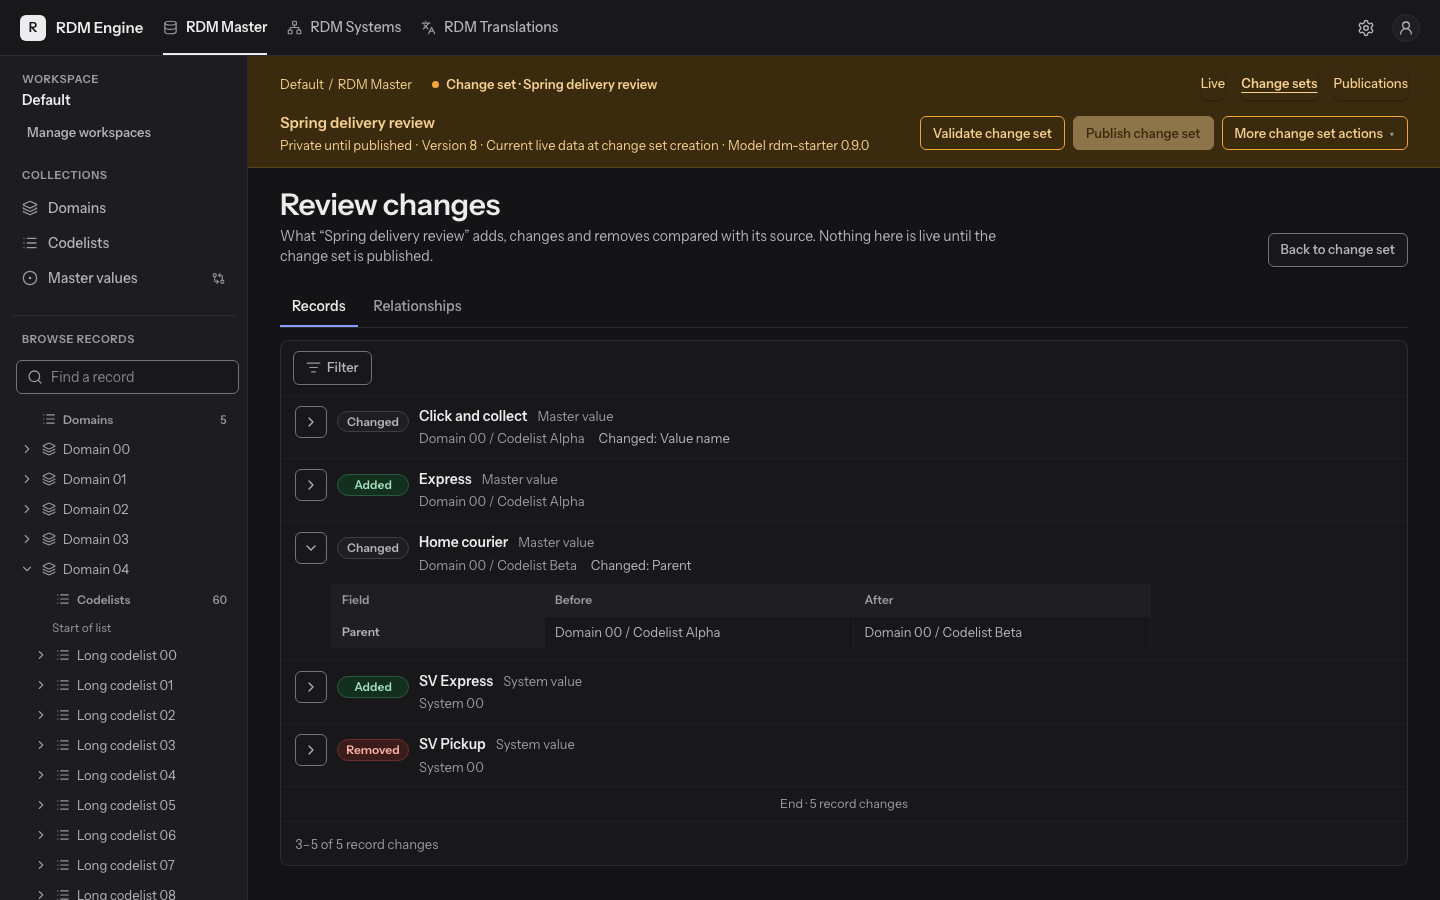 R RDM Engine RDM Master RDM Systems RDM Translations
WORKSPACE
Default
Manage workspaces
COLLECTIONS
Domains
Codelists
Master values
BROWSE RECORDS
Find a record
Domains 5
Domain 00
Domain 01
Domain 02
Domain 03
Domain 04
Codelists 60
Start of list
Long codelist 00
Long codelist 01
Long codelist 02
Long codelist 03
Long codelist 04
Long codelist 05
Long codelist 06
Long codelist 07
Long codelist 08
Default / RDM Master Change set · Spring delivery review Live Change sets Publications
Spring delivery review
Private until published · Version 8 · Current live data at change set creation · Model rdm-starter 0.9.0
Validate change set Publish change set More change set actions
Review changes
What “Spring delivery review” adds, changes and removes compared with its source. Nothing here is live until the
change set is published.
Back to change set
Records Relationships
Filter
Changed Click and collect Master value
Domain 00 / Codelist Alpha Changed: Value name
Added Express Master value
Domain 00 / Codelist Alpha
Changed Home courier Master value
Domain 00 / Codelist Beta Changed: Parent
Field Before After
Parent Domain 00 / Codelist Alpha Domain 00 / Codelist Beta
Added SV Express System value
System 00
Removed SV Pickup System value
System 00
End · 5 record changes
3–5 of 5 record changes